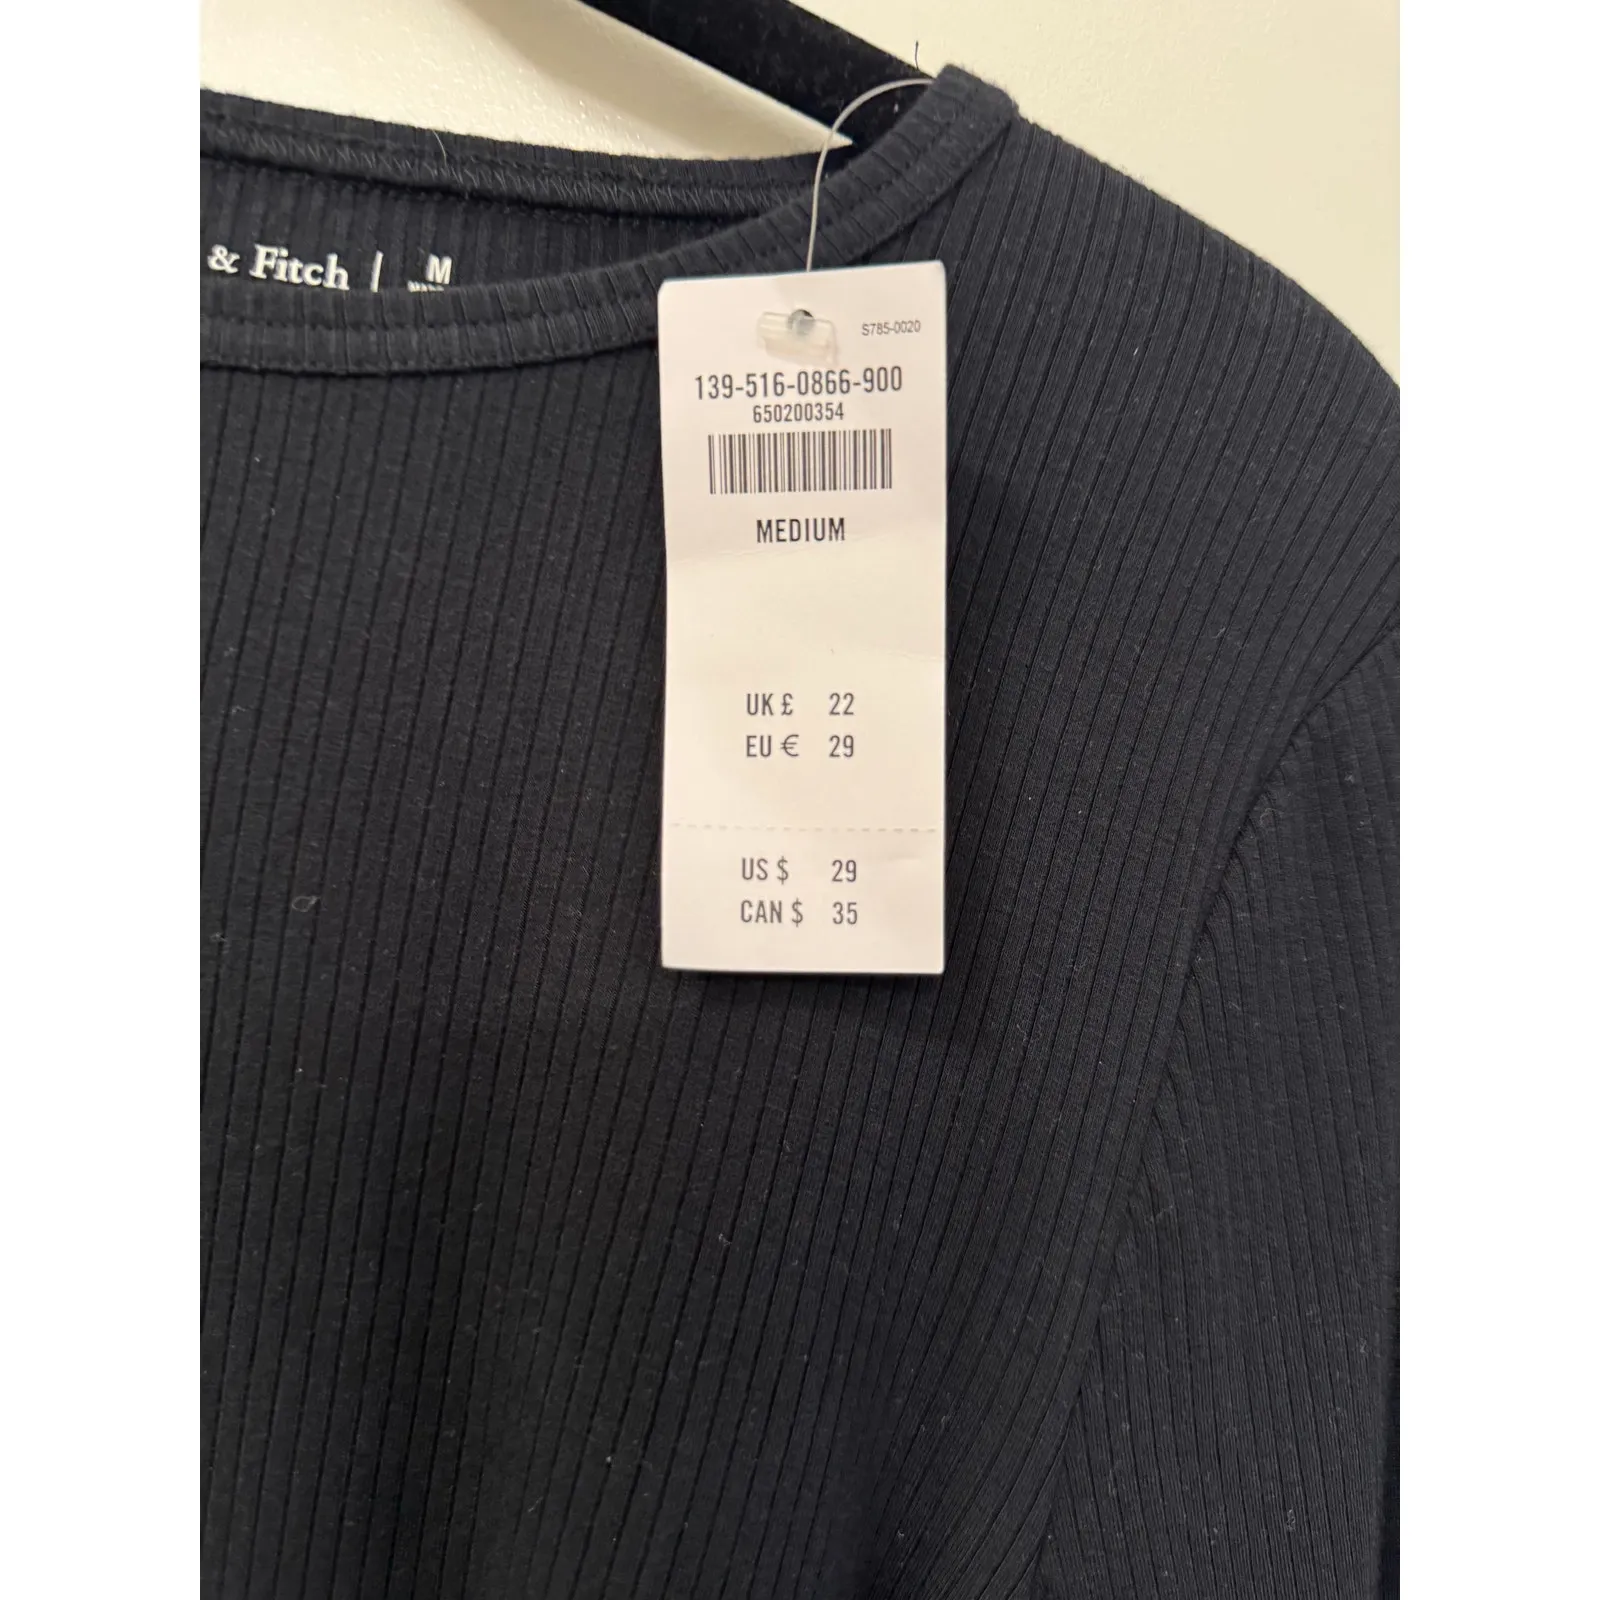 & Fitch | M
S785-0020
139-516-0866-900
650200354
MEDIUM
UK £ 22
EU € 29
US $ 29
CAN $ 35